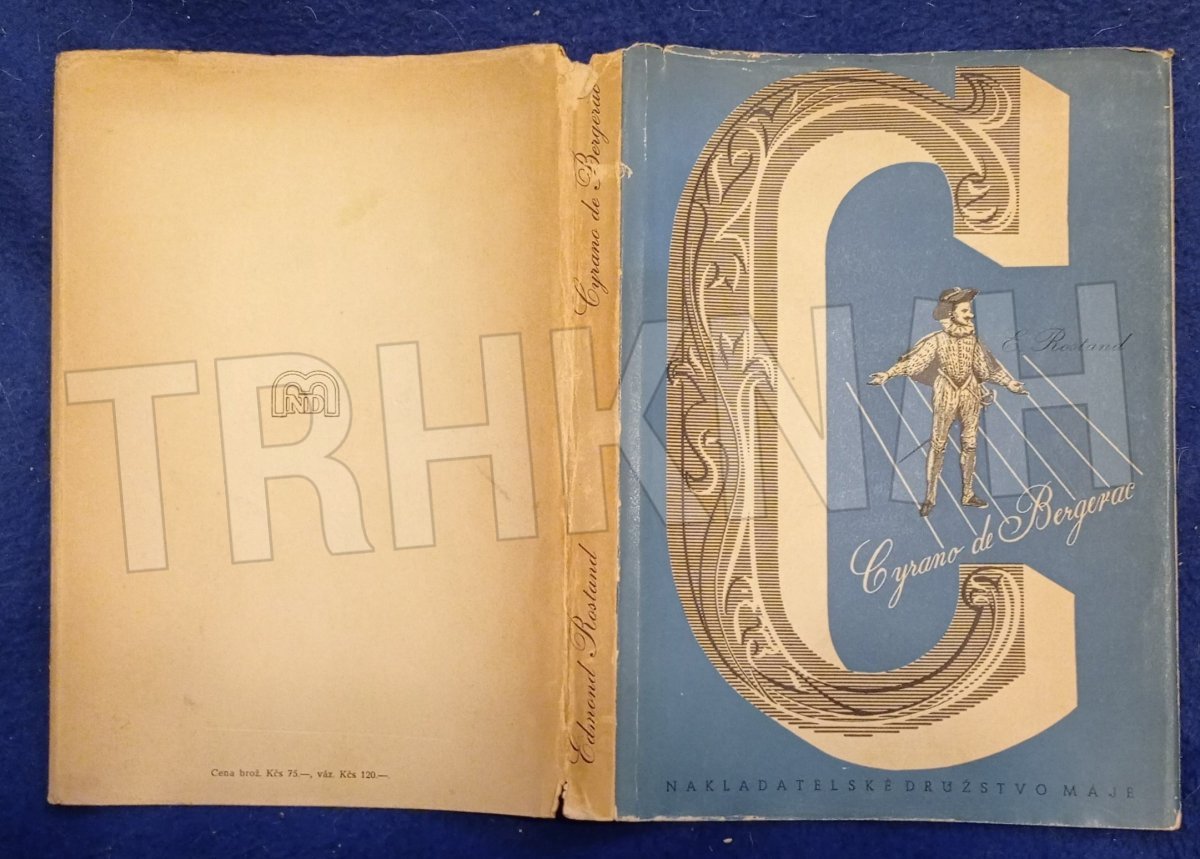 Cena brož. Kčs 75.—, váz. Kčs 120.—.
MND
Edmond Rostand
Cyrano de Bergerac
E. Rostand
Cyrano de Bergerac
C
NAKLADATELSKÉ DRUŽSTVO MÁJE
TRHKNIH